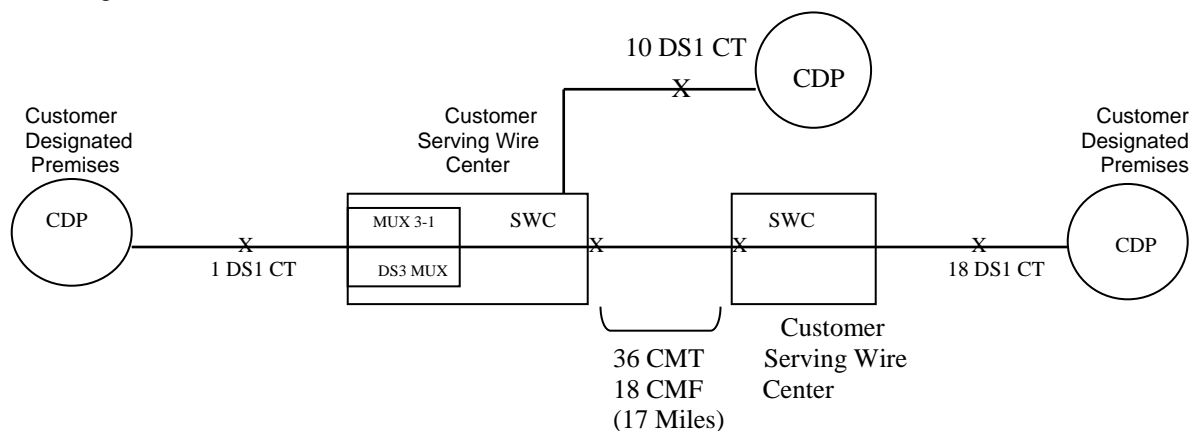 10 DS1 CT
CDP
X
Customer
Designated
Premises
Customer
Serving Wire
Center
Customer
Designated
Premises
CDP
MUX 3-1
SWC
SWC
CDP
X
X
X
X
1 DS1 CT
DS3 MUX
18 DS1 CT
36 CMT
18 CMF
(17 Miles)
Customer
Serving Wire
Center